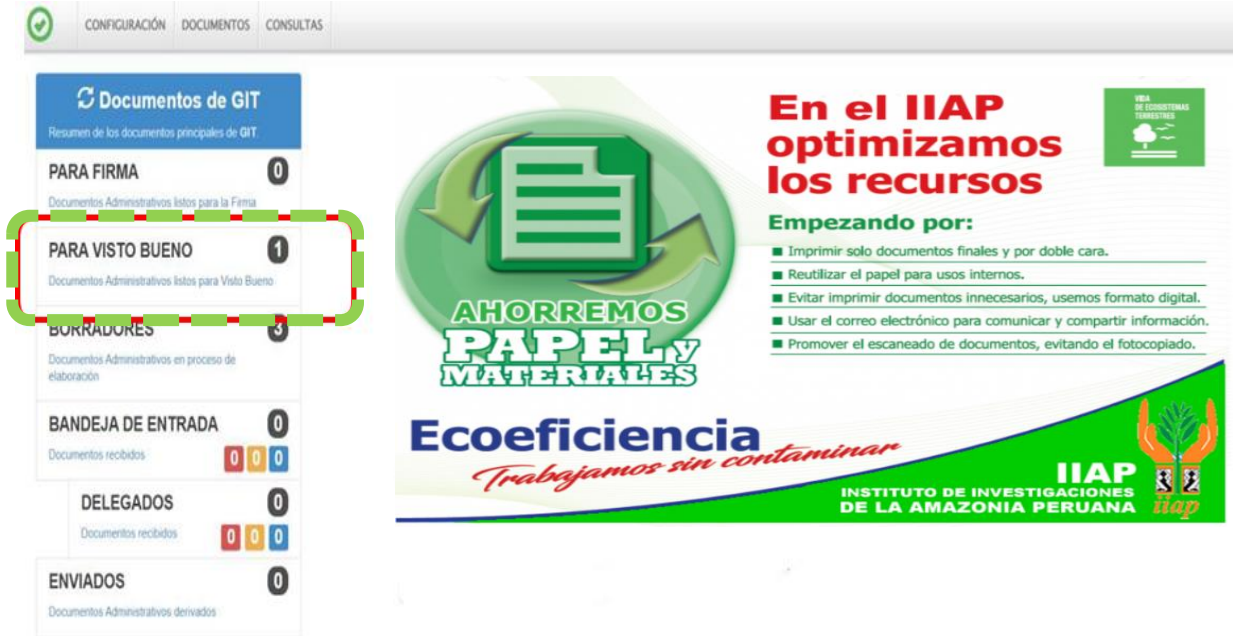 CONFIGURACIÓN DOCUMENTOS CONSULTAS
Documentos de GIT
Resumen de los documentos principales de GIT.
PARA FIRMA 0
Documentos Administrativos listos para la Firma
PARA VISTO BUENO 1
Documentos Administrativos listos para Visto Bueno
BORRADORES 3
Documentos Administrativos en proceso de
elaboración
BANDEJA DE ENTRADA 0
Documentos recibidos 0 0 0
DELEGADOS 0
Documentos recibidos 0 0 0
ENVIADOS 0
Documentos Administrativos derivados
AHORREMOS
PAPEL y
MATERIALES
En el IIAP
optimizamos
los recursos
VIDA
DE ECOSISTEMAS
TERRESTRES
Empezando por:
Imprimir solo documentos finales y por doble cara.
Reutilizar el papel para usos internos.
Evitar imprimir documentos innecesarios, usemos formato digital.
Usar el correo electrónico para comunicar y compartir información.
Promover el escaneado de documentos, evitando el fotocopiado.
Ecoeficiencia
Trabajamos sin contaminar
IIAP
INSTITUTO DE INVESTIGACIONES
DE LA AMAZONIA PERUANA
iiap